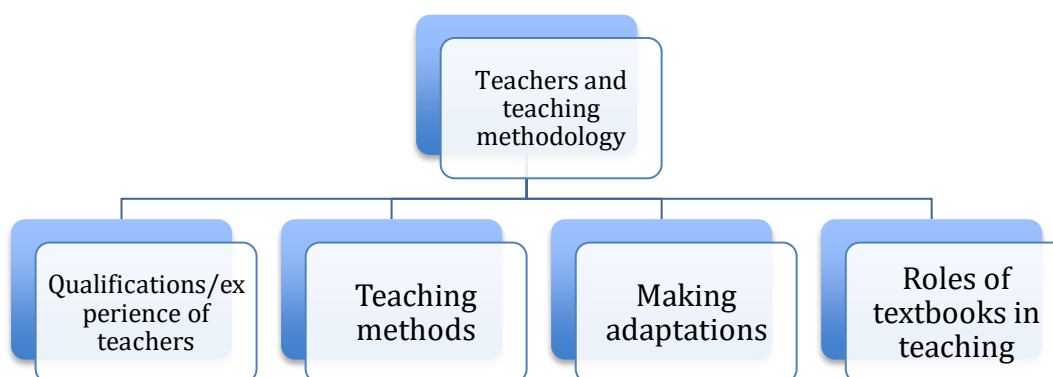 Teachers and
teaching
methodology
Qualifications/ex
perience of
teachers
Teaching
methods
Making
adaptations
Roles of
textbooks in
teaching